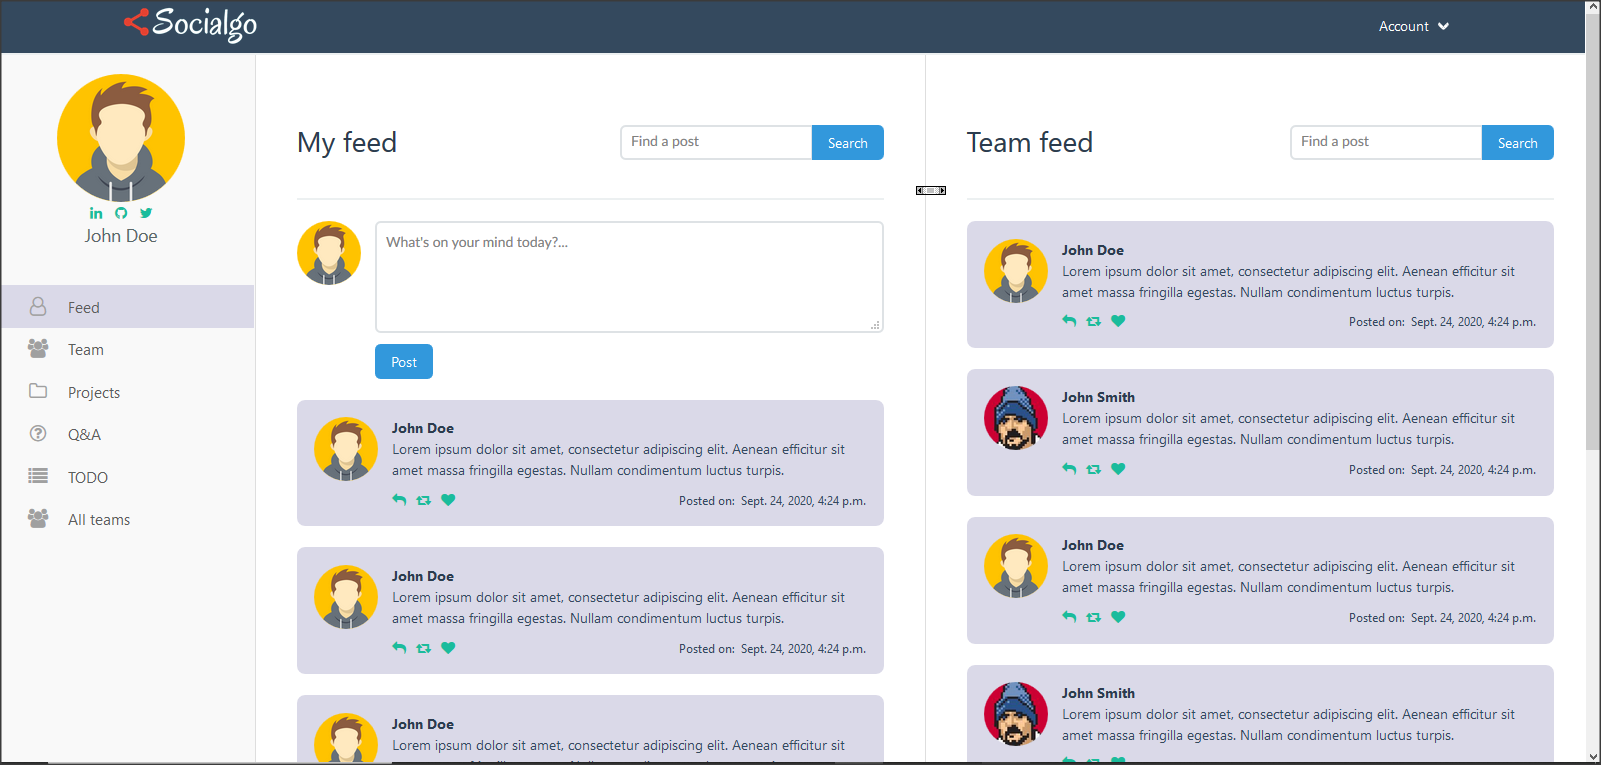 Socialgo
Account
John Doe
Feed
Team
Projects
Q&A
TODO
All teams
My feed
Find a post
Search
What's on your mind today?...
Post
John Doe
Lorem ipsum dolor sit amet, consectetur adipiscing elit. Aenean efficitur sit
amet massa fringilla egestas. Nullam condimentum luctus turpis.
Posted on: Sept. 24, 2020, 4:24 p.m.
John Doe
Lorem ipsum dolor sit amet, consectetur adipiscing elit. Aenean efficitur sit
amet massa fringilla egestas. Nullam condimentum luctus turpis.
Posted on: Sept. 24, 2020, 4:24 p.m.
John Doe
Lorem ipsum dolor sit amet, consectetur adipiscing elit. Aenean efficitur sit
Team feed
Find a post
Search
John Doe
Lorem ipsum dolor sit amet, consectetur adipiscing elit. Aenean efficitur sit
amet massa fringilla egestas. Nullam condimentum luctus turpis.
Posted on: Sept. 24, 2020, 4:24 p.m.
John Smith
Lorem ipsum dolor sit amet, consectetur adipiscing elit. Aenean efficitur sit
amet massa fringilla egestas. Nullam condimentum luctus turpis.
Posted on: Sept. 24, 2020, 4:24 p.m.
John Doe
Lorem ipsum dolor sit amet, consectetur adipiscing elit. Aenean efficitur sit
amet massa fringilla egestas. Nullam condimentum luctus turpis.
Posted on: Sept. 24, 2020, 4:24 p.m.
John Smith
Lorem ipsum dolor sit amet, consectetur adipiscing elit. Aenean efficitur sit
amet massa fringilla egestas. Nullam condimentum luctus turpis.